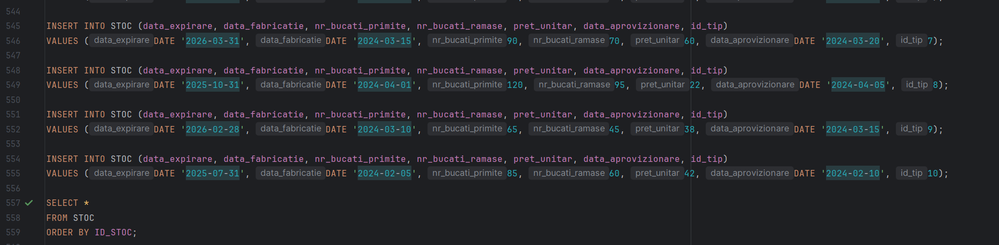 544
545 INSERT INTO STOC (data_expirare, data_fabricatie, nr_bucati_primite, nr_bucati_ramase, pret_unitar, data_aprovizionare, id_tip)
546 VALUES ( data_expirare DATE '2026-03-31', data_fabricatie DATE '2024-03-15', nr_bucati_primite 90, nr_bucati_ramase 70, pret_unitar 60, data_aprovizionare DATE '2024-03-20', id_tip 7);
547
548 INSERT INTO STOC (data_expirare, data_fabricatie, nr_bucati_primite, nr_bucati_ramase, pret_unitar, data_aprovizionare, id_tip)
549 VALUES ( data_expirare DATE '2025-10-31', data_fabricatie DATE '2024-04-01', nr_bucati_primite 120, nr_bucati_ramase 95, pret_unitar 22, data_aprovizionare DATE '2024-04-05', id_tip 8);
550
551 INSERT INTO STOC (data_expirare, data_fabricatie, nr_bucati_primite, nr_bucati_ramase, pret_unitar, data_aprovizionare, id_tip)
552 VALUES ( data_expirare DATE '2026-02-28', data_fabricatie DATE '2024-03-10', nr_bucati_primite 65, nr_bucati_ramase 45, pret_unitar 38, data_aprovizionare DATE '2024-03-15', id_tip 9);
553
554 INSERT INTO STOC (data_expirare, data_fabricatie, nr_bucati_primite, nr_bucati_ramase, pret_unitar, data_aprovizionare, id_tip)
555 VALUES ( data_expirare DATE '2025-07-31', data_fabricatie DATE '2024-02-05', nr_bucati_primite 85, nr_bucati_ramase 60, pret_unitar 42, data_aprovizionare DATE '2024-02-10', id_tip 10);
556
557 SELECT *
558 FROM STOC
559 ORDER BY ID_STOC;